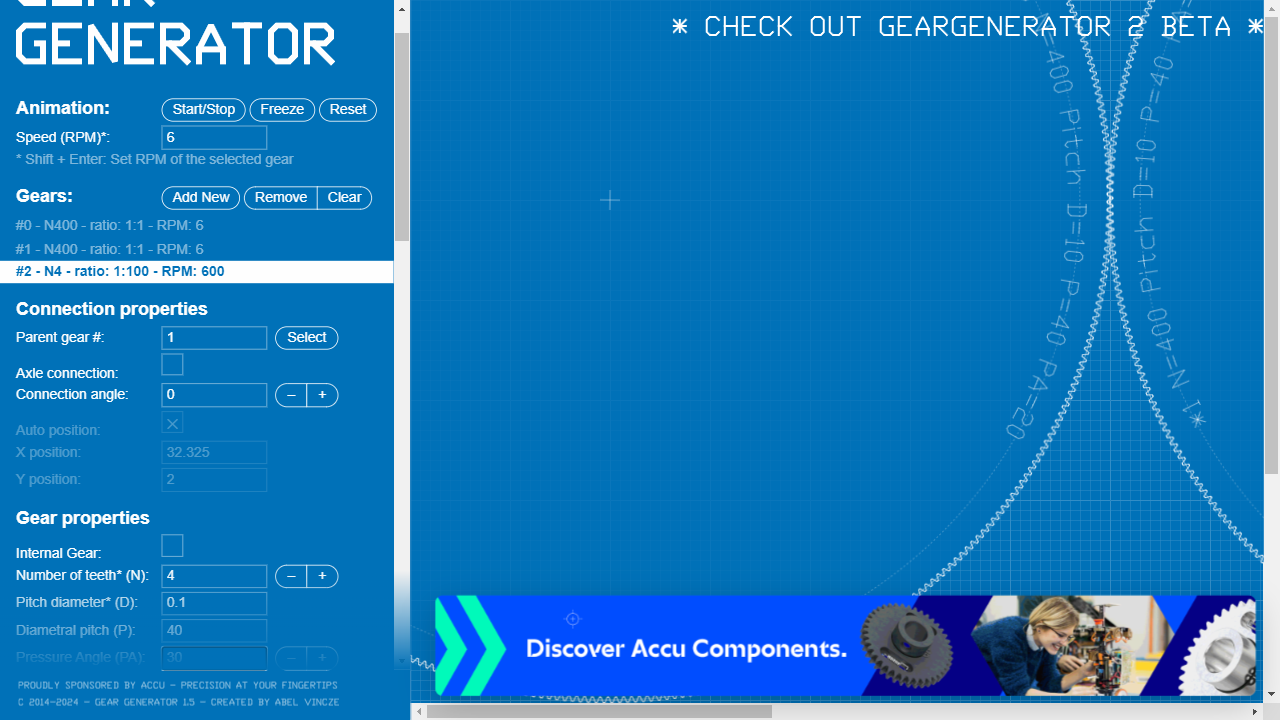 GENERATOR
* CHECK OUT GEARGENERATOR 2 BETA *
Animation:
Start/Stop
Freeze
Reset
Speed (RPM)*:
6
* Shift + Enter: Set RPM of the selected gear
Gears:
Add New
Remove
Clear
#0 - N400 - ratio: 1:1 - RPM: 6
#1 - N400 - ratio: 1:1 - RPM: 6
#2 - N4 - ratio: 1:100 - RPM: 600
Connection properties
Parent gear #:
1
Select
Axle connection:
Connection angle:
0
–
+
Auto position:
X position:
32.325
Y position:
2
Gear properties
Internal Gear:
Number of teeth* (N):
4
–
+
Pitch diameter* (D):
0.1
Diametral pitch (P):
40
Pressure Angle (PA):
30
–
+
PROUDLY SPONSORED BY ACCU - PRECISION AT YOUR FINGERTIPS
C 2014-2024 - GEAR GENERATOR 1.5 - CREATED BY ABEL VINCZE
=400 Pitch D=10 P=40 PA=20
*1 N=400 Pitch D=10 P=40
Discover Accu Components.